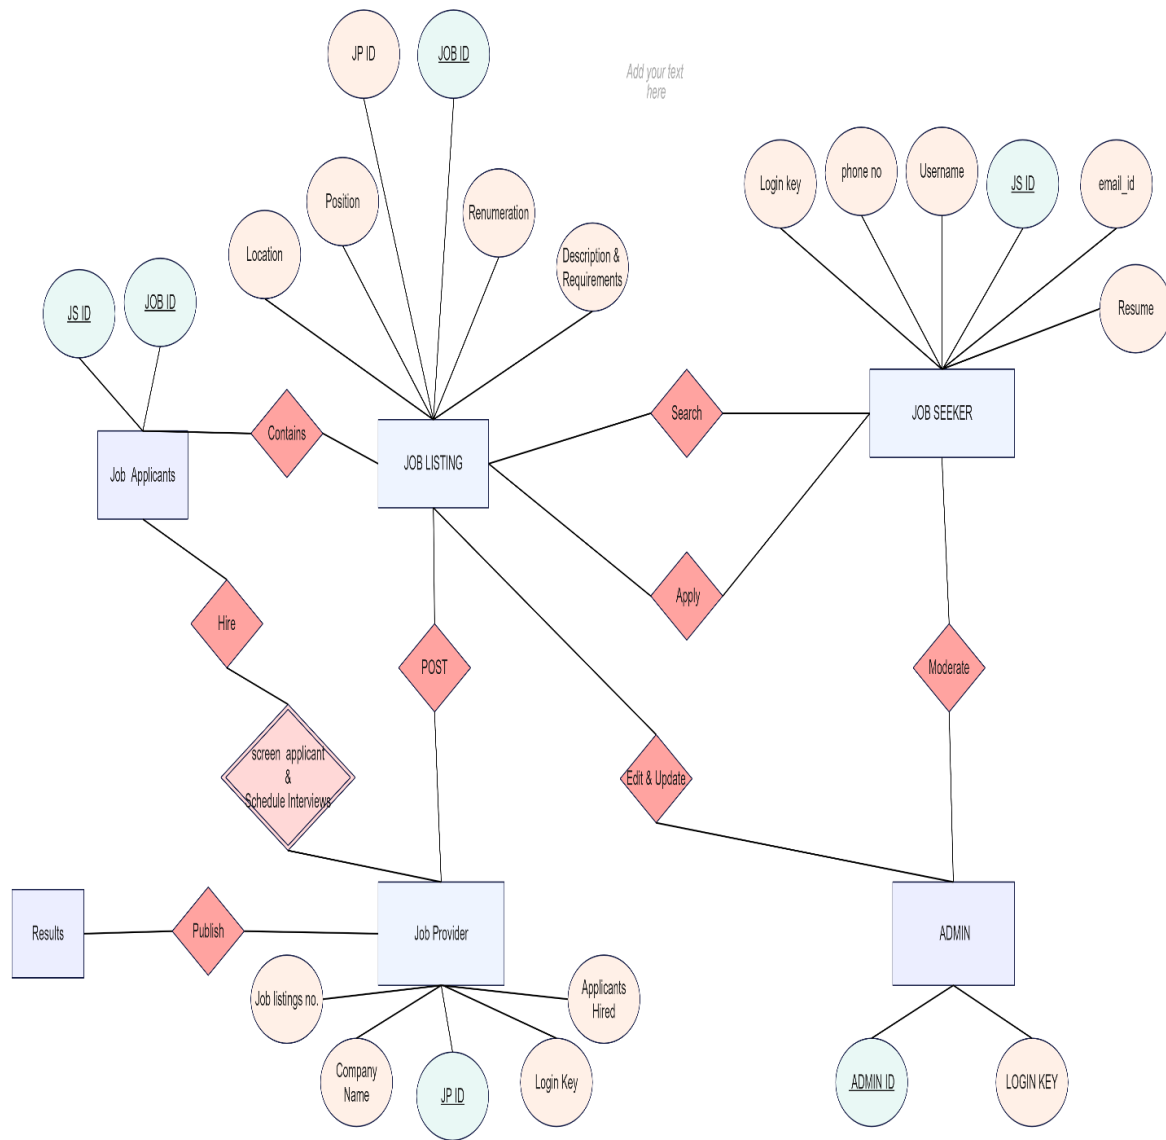 JP ID
JOB ID
Add your text
here
Login key
phone no
Username
JS ID
email_id
Position
Renumeration
Location
Description &
Requirements
JS ID
JOB ID
Resume
Search
JOB SEEKER
Contains
JOB LISTING
Job Applicants
Apply
Hire
POST
Moderate
screen applicant
&
Schedule Interviews
Edit & Update
Results
Publish
Job Provider
ADMIN
Job listings no.
Applicants
Hired
Company
Name
JP ID
Login Key
ADMIN ID
LOGIN KEY